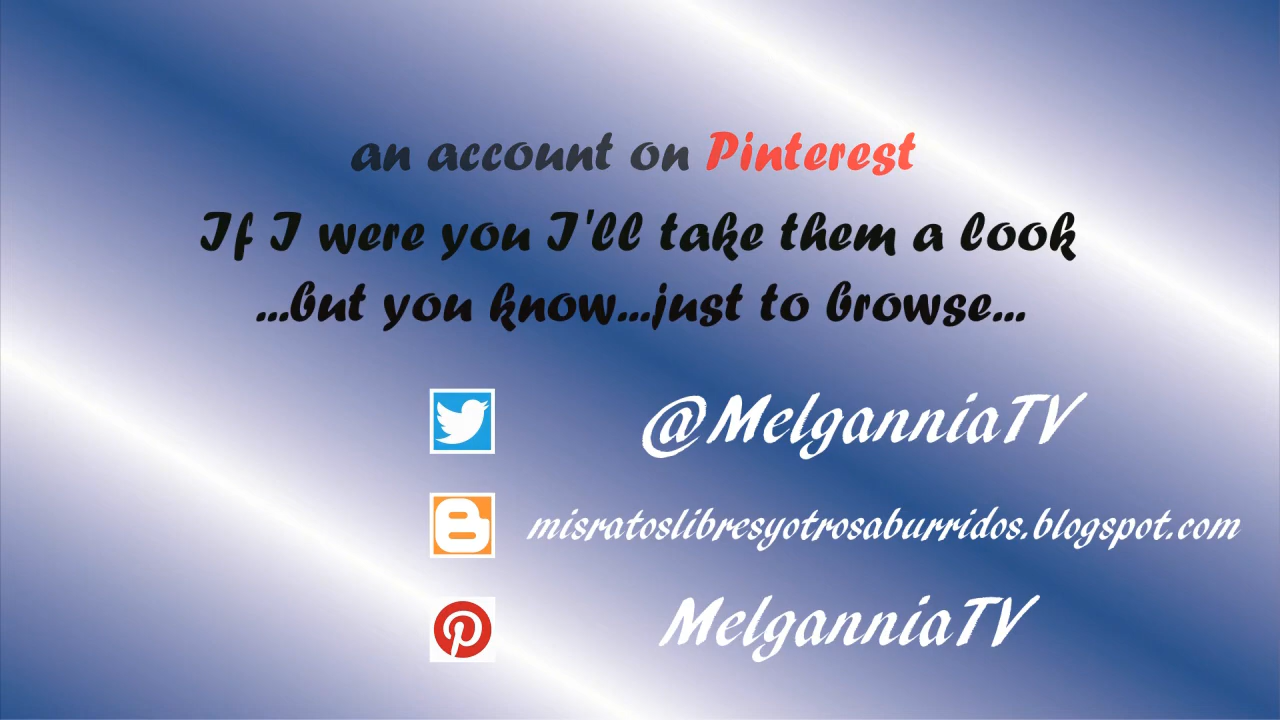 an account on Pinterest
If I were you I'll take them a look
...but you know...just to browse...
@MelganniaTV
misratoslibresyotrosaburridos.blogspot.com
MelganniaTV